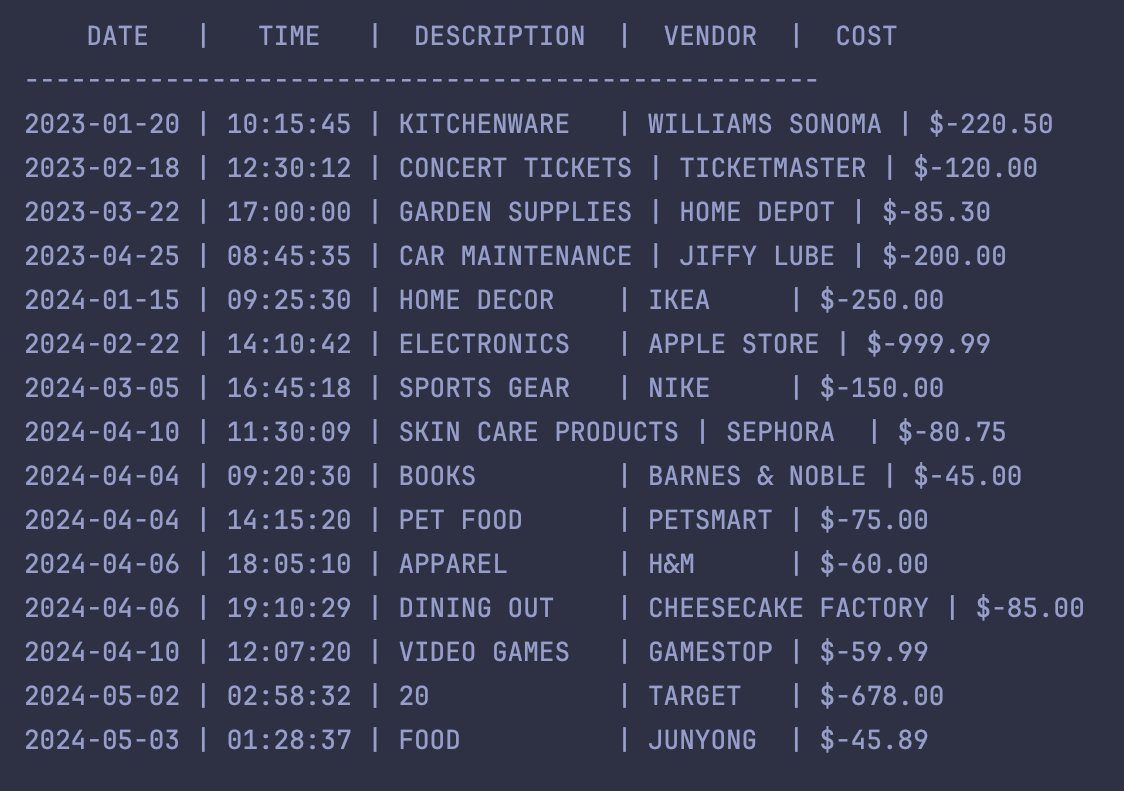 DATE | TIME | DESCRIPTION | VENDOR | COST
---------------------------------------------------
2023-01-20 | 10:15:45 | KITCHENWARE | WILLIAMS SONOMA | $-220.50
2023-02-18 | 12:30:12 | CONCERT TICKETS | TICKETMASTER | $-120.00
2023-03-22 | 17:00:00 | GARDEN SUPPLIES | HOME DEPOT | $-85.30
2023-04-25 | 08:45:35 | CAR MAINTENANCE | JIFFY LUBE | $-200.00
2024-01-15 | 09:25:30 | HOME DECOR | IKEA | $-250.00
2024-02-22 | 14:10:42 | ELECTRONICS | APPLE STORE | $-999.99
2024-03-05 | 16:45:18 | SPORTS GEAR | NIKE | $-150.00
2024-04-10 | 11:30:09 | SKIN CARE PRODUCTS | SEPHORA | $-80.75
2024-04-04 | 09:20:30 | BOOKS | BARNES & NOBLE | $-45.00
2024-04-04 | 14:15:20 | PET FOOD | PETSMART | $-75.00
2024-04-06 | 18:05:10 | APPAREL | H&M | $-60.00
2024-04-06 | 19:10:29 | DINING OUT | CHEESECAKE FACTORY | $-85.00
2024-04-10 | 12:07:20 | VIDEO GAMES | GAMESTOP | $-59.99
2024-05-02 | 02:58:32 | 20 | TARGET | $-678.00
2024-05-03 | 01:28:37 | FOOD | JUNYONG | $-45.89